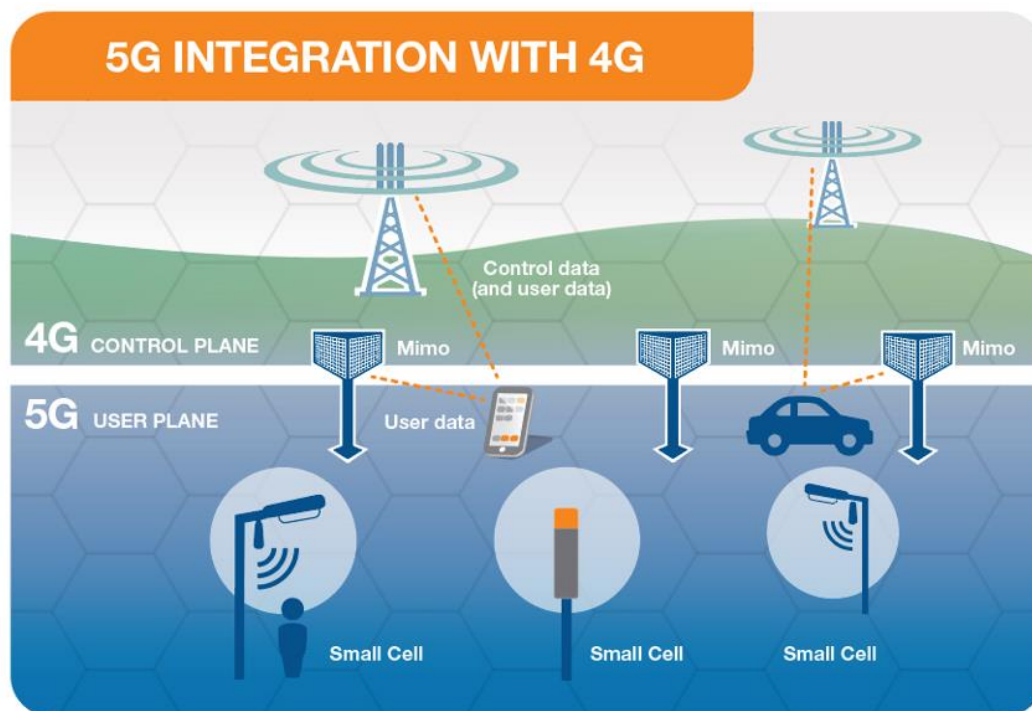 5G INTEGRATION WITH 4G
Control data
(and user data)
4G CONTROL PLANE
Mimo
Mimo
Mimo
5G USER PLANE
User data
Small Cell
Small Cell
Small Cell